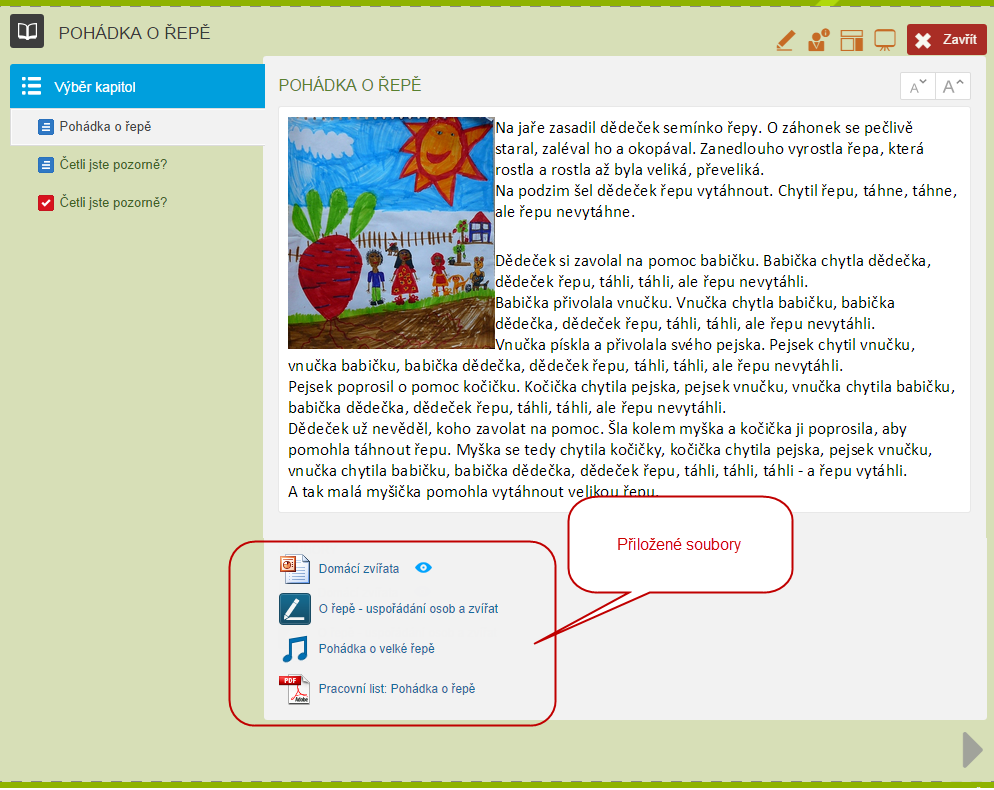 POHÁDKA O ŘEPĚ
Zavřít
Výběr kapitol
Pohádka o řepě
Četli jste pozorně?
Četli jste pozorně?
POHÁDKA O ŘEPĚ
A A
Na jaře zasadil dědeček semínko řepy. O záhonek se pečlivě
staral, zaléval ho a okopával. Zanedlouho vyrostla řepa, která
rostla a rostla až byla veliká, převeliká.
Na podzim šel dědeček řepu vytáhnout. Chytil řepu, táhne, táhne,
ale řepu nevytáhne.
Dědeček si zavolal na pomoc babičku. Babička chytla dědečka,
dědeček řepu, táhli, táhli, ale řepu nevytáhli.
Babička přivolala vnučku. Vnučka chytla babičku, babička
dědečka, dědeček řepu, táhli, táhli, ale řepu nevytáhli.
Vnučka pískla a přivolala svého pejska. Pejsek chytil vnučku,
vnučka babičku, babička dědečka, dědeček řepu, táhli, táhli, ale řepu nevytáhli.
Pejsek poprosil o pomoc kočičku. Kočička chytila pejska, pejsek vnučku, vnučka chytila babičku,
babička dědečka, dědeček řepu, táhli, táhli, ale řepu nevytáhli.
Dědeček už nevěděl, koho zavolat na pomoc. Šla kolem myška a kočička ji poprosila, aby
pomohla táhnout řepu. Myška se tedy chytila kočičky, kočička chytila pejska, pejsek vnučku,
vnučka chytila babičku, babička dědečka, dědeček řepu, táhli, táhli, táhli - a řepu vytáhli.
A tak malá myšička pomohla vytáhnout velikou řepu.
Přiložené soubory
Domácí zvířata
O řepě - uspořádání osob a zvířat
Pohádka o velké řepě
PDF
Adobe
Pracovní list: Pohádka o řepě